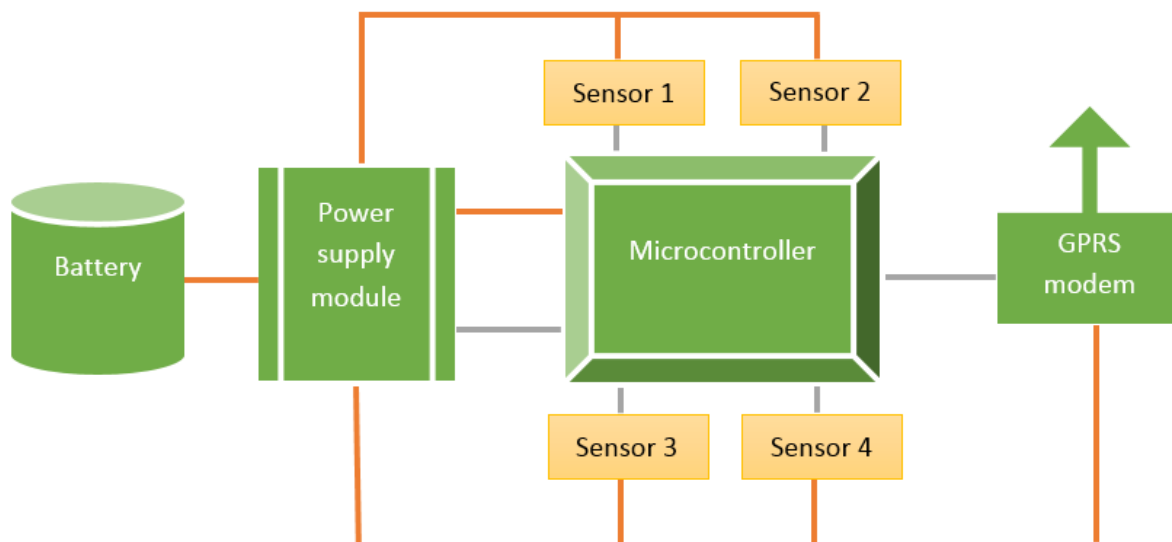 Sensor 1
Sensor 2
Battery
Power
supply
module
Microcontroller
GPRS
modem
Sensor 3
Sensor 4